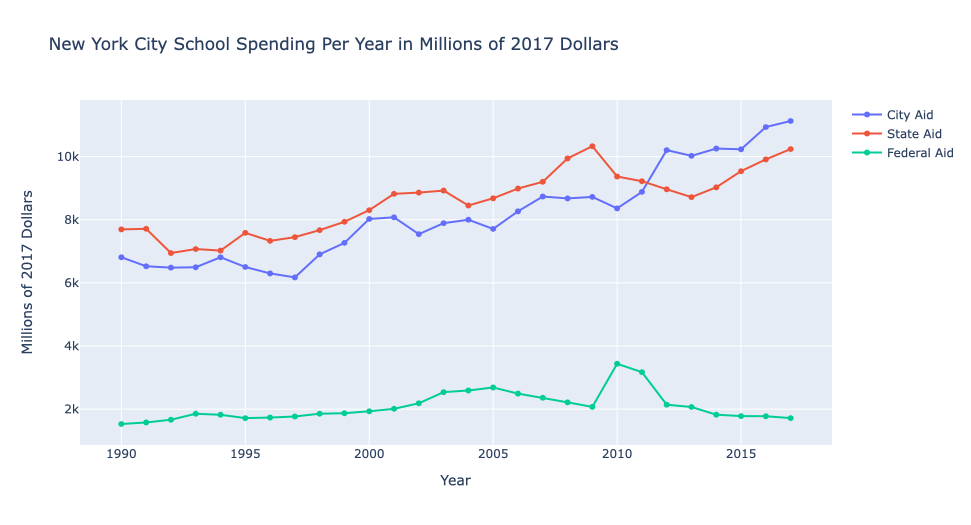 New York City School Spending Per Year in Millions of 2017 Dollars
City Aid
State Aid
Federal Aid
Millions of 2017 Dollars
10k
8k
6k
4k
2k
1990 1995 2000 2005 2010 2015
Year